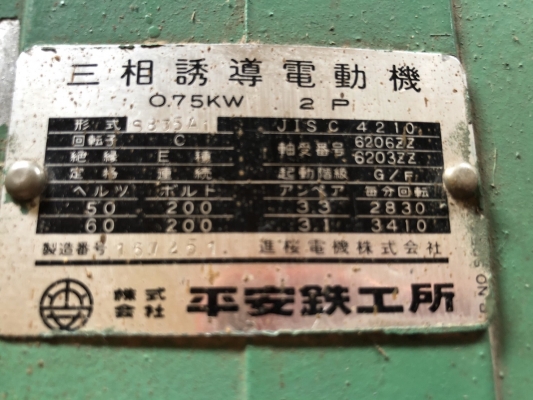 三相誘導電動機
0.75KW 2P
形式 JISC 4210
回転子 C 軸受番号 6206ZZ
絶縁 E種 6203ZZ
定格 連続 起動階級 G/F
ヘルツ ボルト アンペア 毎分回転
50 200 3.3 2830
60 200 3.1 3410
製造番号 進桜電機株式会社
株式会社 平安鉄工所